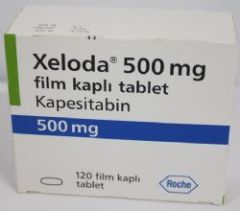 Xeloda® 500 mg
film kaplı tablet
Kapesitabin
500 mg
120 film kaplı
tablet
Roche